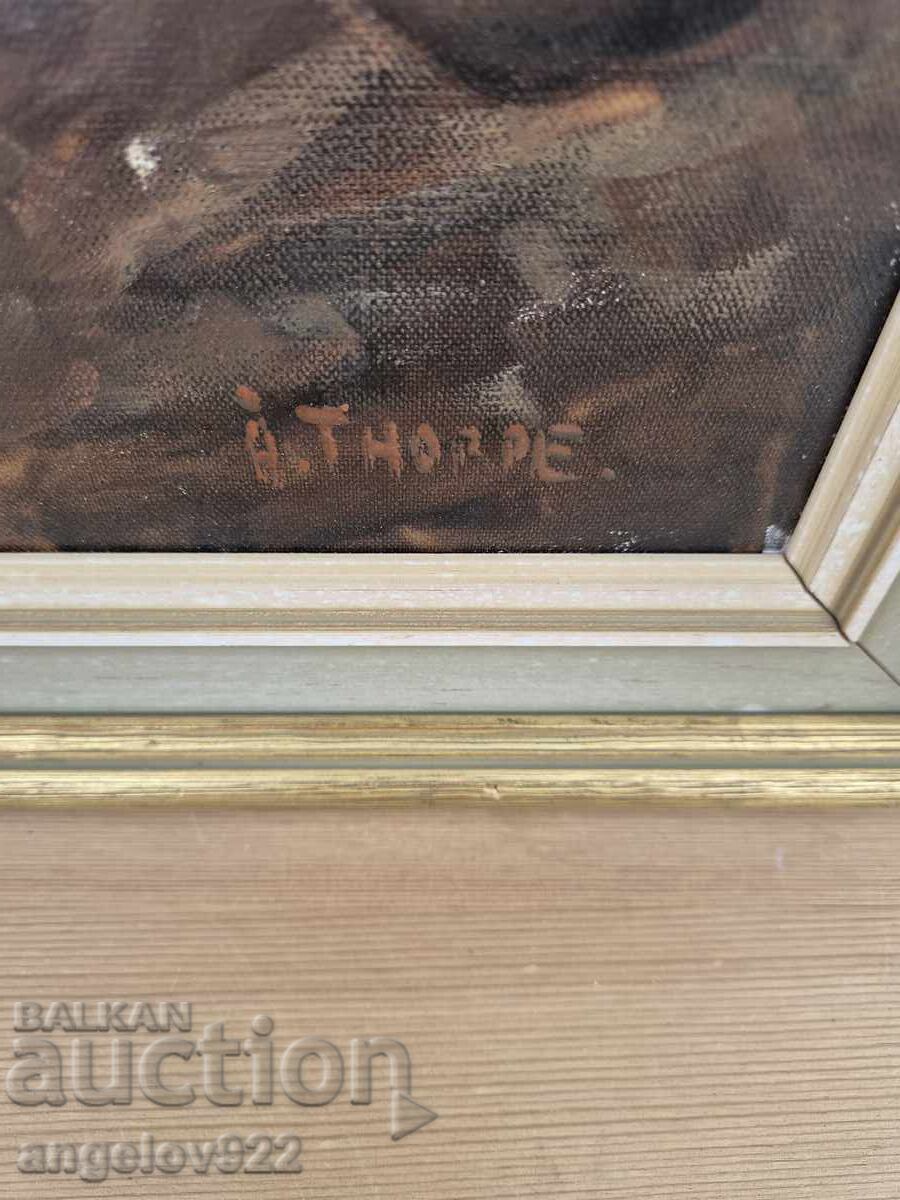 Å. THORPE.
BALKAN
auction
angelov922